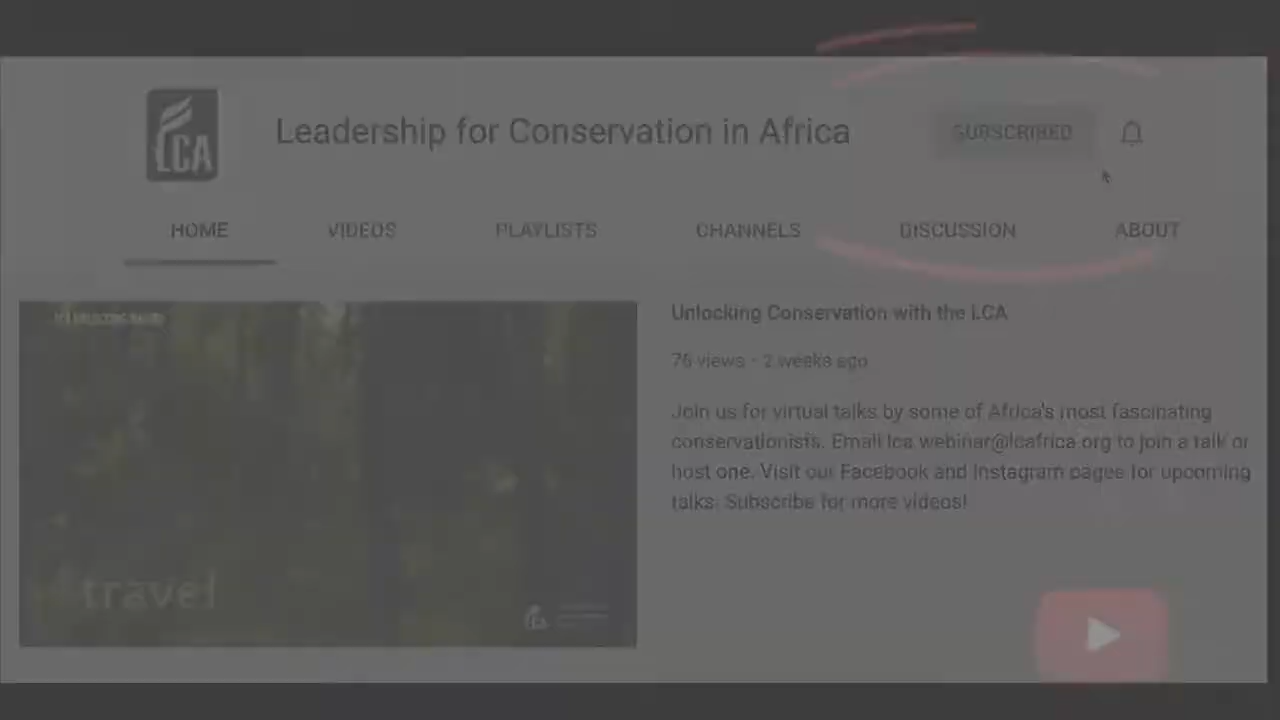 LCA
Leadership for Conservation in Africa
SUBSCRIBED
HOME
VIDEOS
PLAYLISTS
CHANNELS
DISCUSSION
ABOUT
travel
Unlocking Conservation with the LCA
76 views · 2 weeks ago
Join us for virtual talks by some of Africa's most fascinating
conservationists. Email lca.webinar@lcafrica.org to join a talk or
host one. Visit our Facebook and Instagram pages for upcoming
talks. Subscribe for more videos!